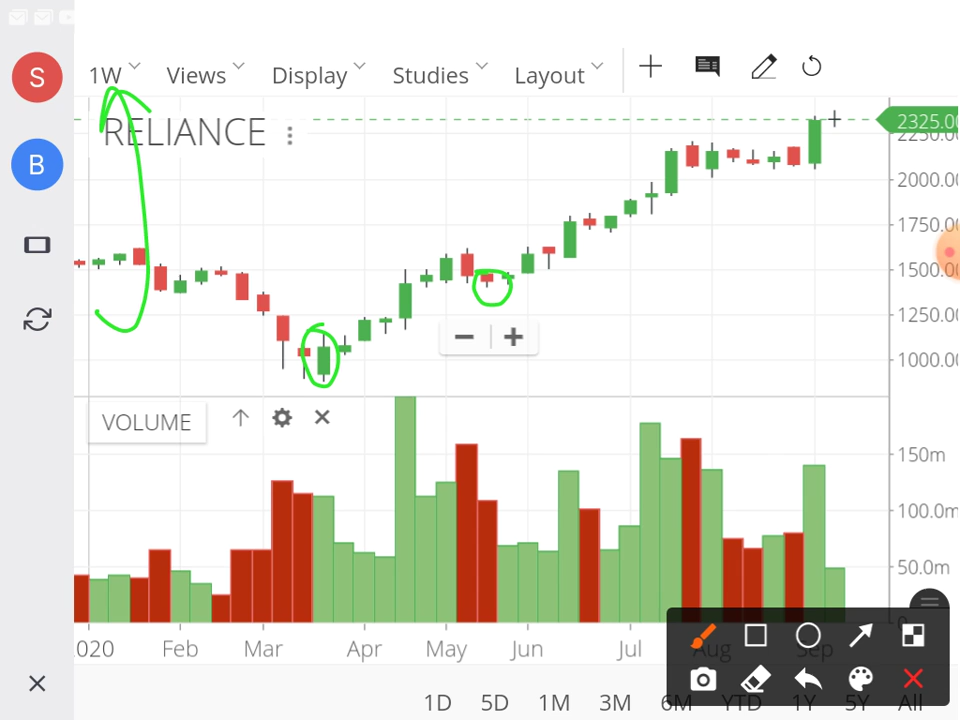 S
1W Views Display Studies Layout
RELIANCE
B
2325.00
2250.00
2000.00
1750.00
1500.00
1250.00
1000.00
VOLUME
150m
100.0m
50.0m
0
020 Feb Mar Apr May Jun Jul Aug Sep
1D 5D 1M 3M 6M YTD 1Y 5Y All